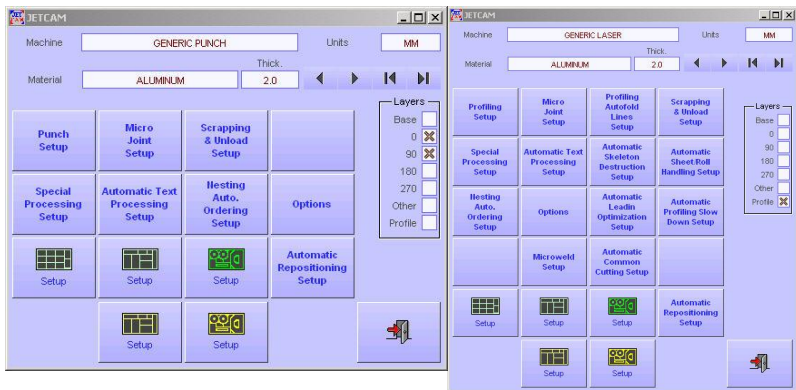 JETCAM
Machine GENERIC PUNCH Units MM
Thick.
Material ALUMINUM 2.0
Layers
Base
0
90
180
270
Other
Profile
Punch
Setup
Micro
Joint
Setup
Scrapping
& Unload
Setup
Special
Processing
Setup
Automatic Text
Processing
Setup
Nesting
Auto.
Ordering
Setup
Options
Setup
Setup
Setup
Automatic
Repositioning
Setup
Setup
Setup
JETCAM
Machine GENERIC LASER Units MM
Thick.
Material ALUMINUM 2.0
Layers
Base
0
90
180
270
Other
Profile
Profiling
Setup
Micro
Joint
Setup
Profiling
Autofold
Lines
Setup
Scrapping
& Unload
Setup
Special
Processing
Setup
Automatic Text
Processing
Setup
Automatic
Skeleton
Destruction
Setup
Automatic
Sheet/Roll
Handling Setup
Nesting
Auto.
Ordering
Setup
Options
Automatic
Leadin
Optimization
Setup
Automatic
Profiling Slow
Down Setup
Microweld
Setup
Automatic
Common
Cutting Setup
Setup
Setup
Setup
Automatic
Repositioning
Setup
Setup
Setup